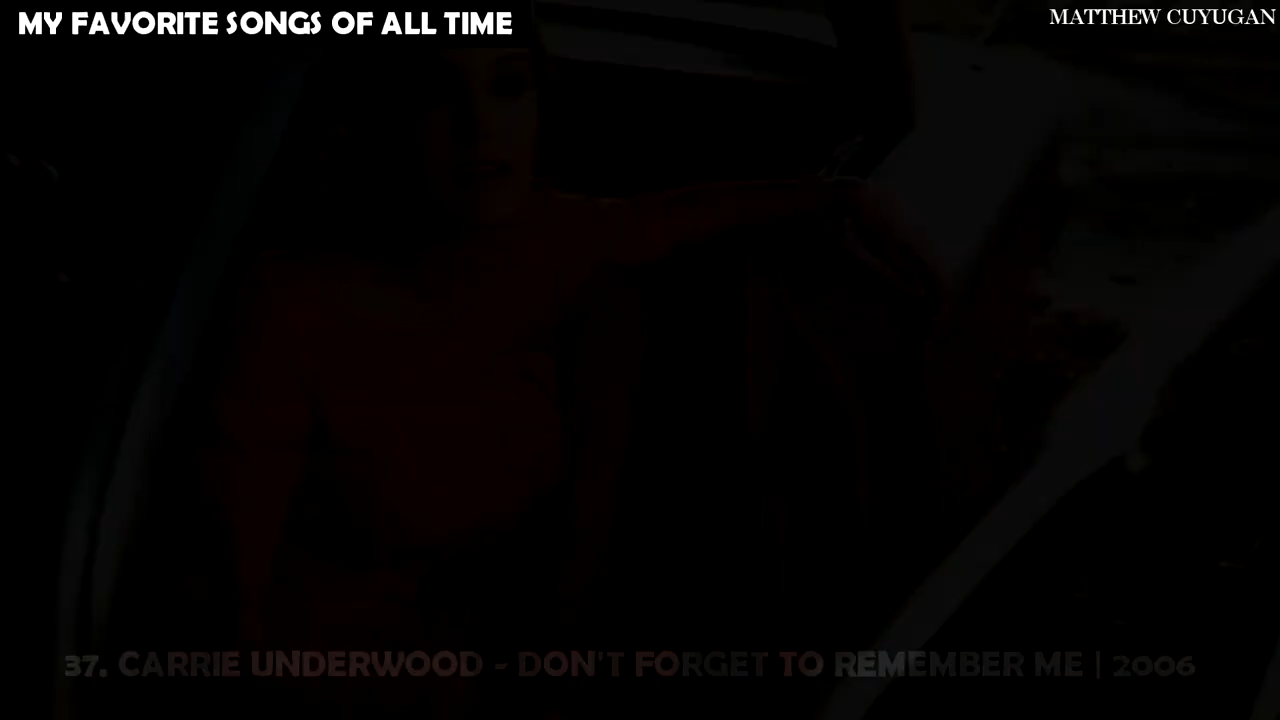 MY FAVORITE SONGS OF ALL TIME
MATTHEW CUYUGAN
37. CARRIE UNDERWOOD - DON'T FORGET TO REMEMBER ME | 2006